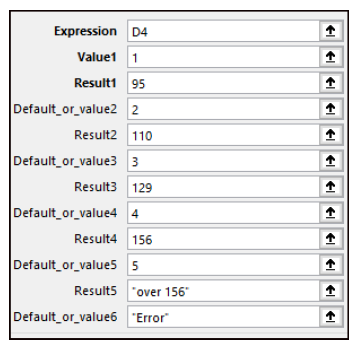 Expression D4
Value1 1
Result1 95
Default_or_value2 2
Result2 110
Default_or_value3 3
Result3 129
Default_or_value4 4
Result4 156
Default_or_value5 5
Result5 "over 156"
Default_or_value6 "Error"